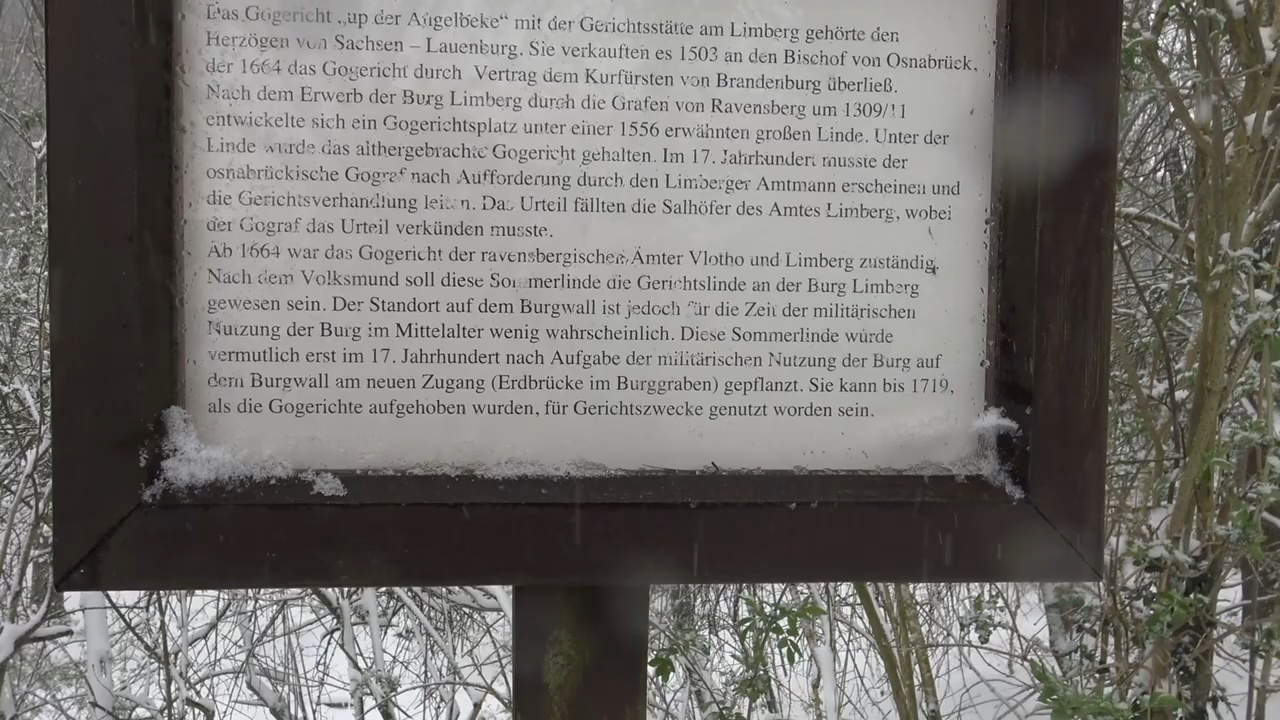 Das Gogericht „up der Angelbeke“ mit der Gerichtsstätte am Limberg gehörte den
Herzögen von Sachsen – Lauenburg. Sie verkauften es 1503 an den Bischof von Osnabrück,
der 1664 das Gogericht durch Vertrag dem Kurfürsten von Brandenburg überließ.
Nach dem Erwerb der Burg Limberg durch die Grafen von Ravensberg um 1309/11
entwickelte sich ein Gogerichtsplatz unter einer 1556 erwähnten großen Linde. Unter der
Linde wurde das althergebrachte Gogericht gehalten. Im 17. Jahrhundert musste der
osnabrückische Gograf nach Aufforderung durch den Limberger Amtmann erscheinen und
die Gerichtsverhandlung leiten. Das Urteil fällten die Salhöfer des Amtes Limberg, wobei
der Gograf das Urteil verkünden musste.
Ab 1664 war das Gogericht der ravensbergischen Ämter Vlotho und Limberg zuständig.
Nach dem Volksmund soll diese Sommerlinde die Gerichtslinde an der Burg Limberg
gewesen sein. Der Standort auf dem Burgwall ist jedoch für die Zeit der militärischen
Nutzung der Burg im Mittelalter wenig wahrscheinlich. Diese Sommerlinde wurde
vermutlich erst im 17. Jahrhundert nach Aufgabe der militärischen Nutzung der Burg auf
dem Burgwall am neuen Zugang (Erdbrücke im Burggraben) gepflanzt. Sie kann bis 1719,
als die Gogerichte aufgehoben wurden, für Gerichtszwecke genutzt worden sein.